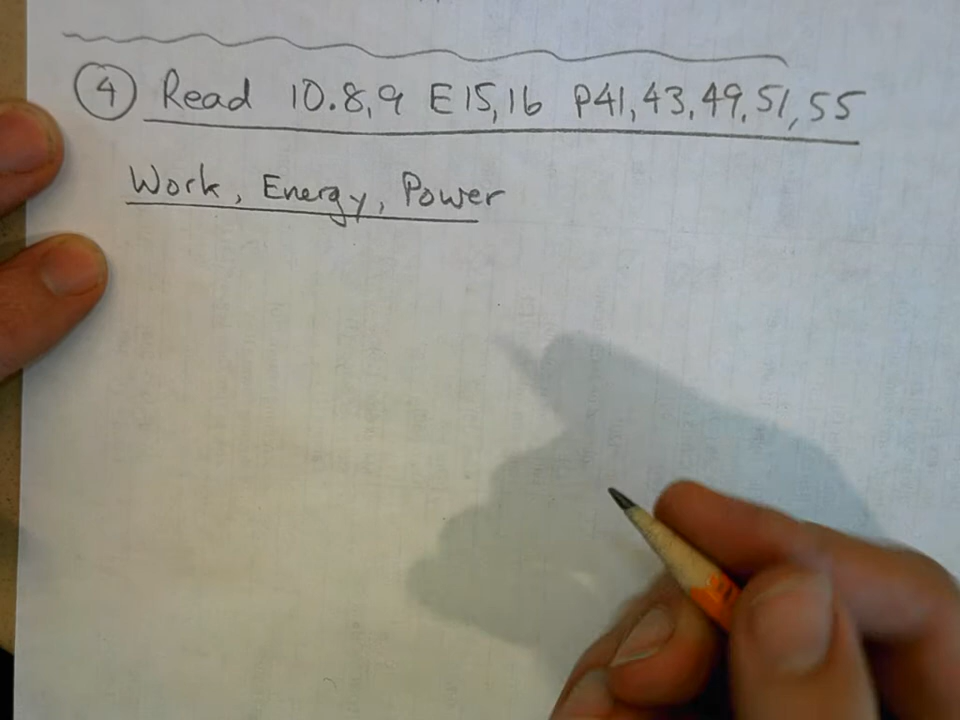 ④ Read 10.8,9 E15,16 P41,43,49,51,55
Work, Energy, Power